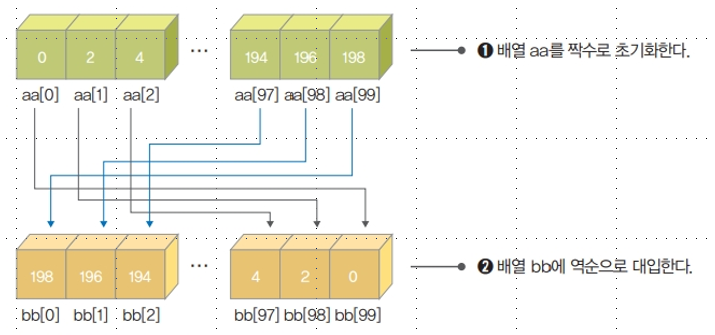 0 2 4 ··· 194 196 198 ❶ 배열 aa를 짝수로 초기화한다.
aa[0] aa[1] aa[2] aa[97] aa[98] aa[99]
198 196 194 ··· 4 2 0 ❷ 배열 bb에 역순으로 대입한다.
bb[0] bb[1] bb[2] bb[97] bb[98] bb[99]